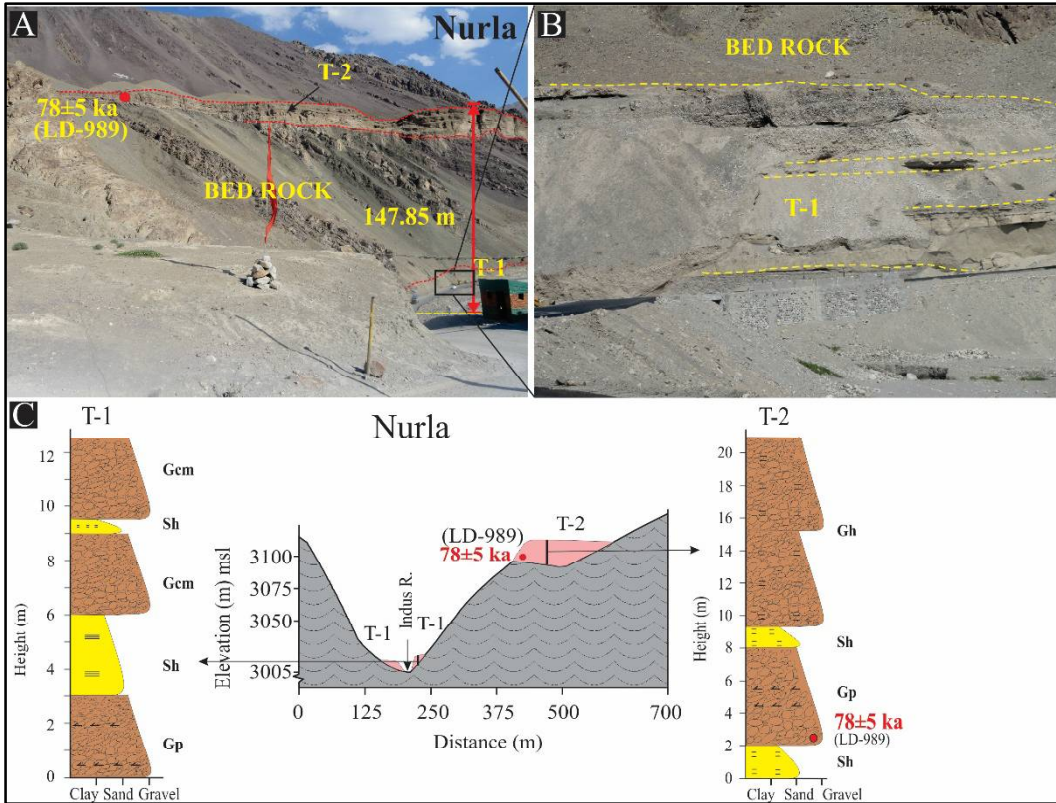 A
Nurla
T-2
78±5 ka
(LD-989)
BED ROCK
147.85 m
T-1
B
BED ROCK
T-1
C
T-1
Nurla
T-2
12
10
8
6
4
2
0
Height (m)
Gcm
Sh
Gcm
Sh
Gp
Clay Sand Gravel
Elevation (m) msl
3100
3075
3050
3005
(LD-989)
78±5 ka
T-2
T-1
Indus R.
T-1
0 125 250 375 500 700
Distance (m)
20
18
16
14
12
10
8
6
4
2
0
Height (m)
Gh
Sh
Gp
78±5 ka
(LD-989)
Sh
Clay Sand Gravel